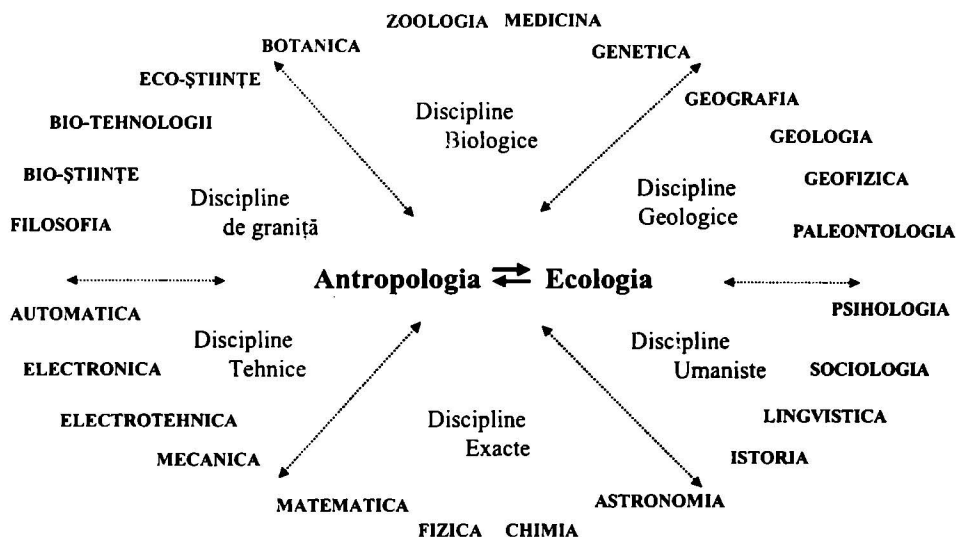 ZOOLOGIA MEDICINA
BOTANICA
GENETICA
ECO-ŞTIINŢE
GEOGRAFIA
Discipline
Biologice
BIO-TEHNOLOGII
GEOLOGIA
BIO-ŞTIINŢE
GEOFIZICA
Discipline
de graniţă
Discipline
Geologice
FILOSOFIA
PALEONTOLOGIA
Antropologia Ecologia
AUTOMATICA
PSIHOLOGIA
Discipline
Tehnice
Discipline
Umaniste
ELECTRONICA
SOCIOLOGIA
ELECTROTEHNICA
LINGVISTICA
Discipline
Exacte
MECANICA
ISTORIA
MATEMATICA
ASTRONOMIA
FIZICA CHIMIA